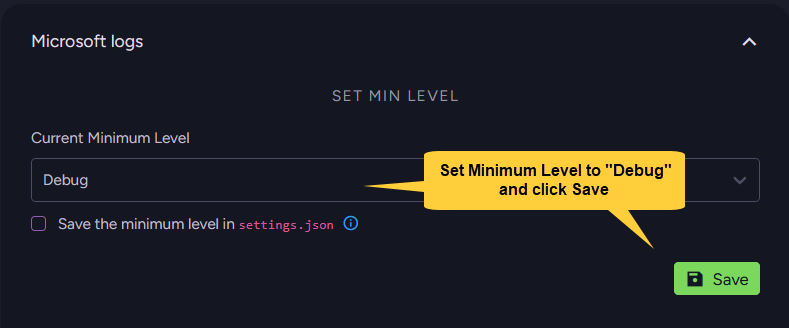 Microsoft logs
SET MIN LEVEL
Current Minimum Level
Debug
Set Minimum Level to "Debug"
and click Save
Save the minimum level in settings.json
Save